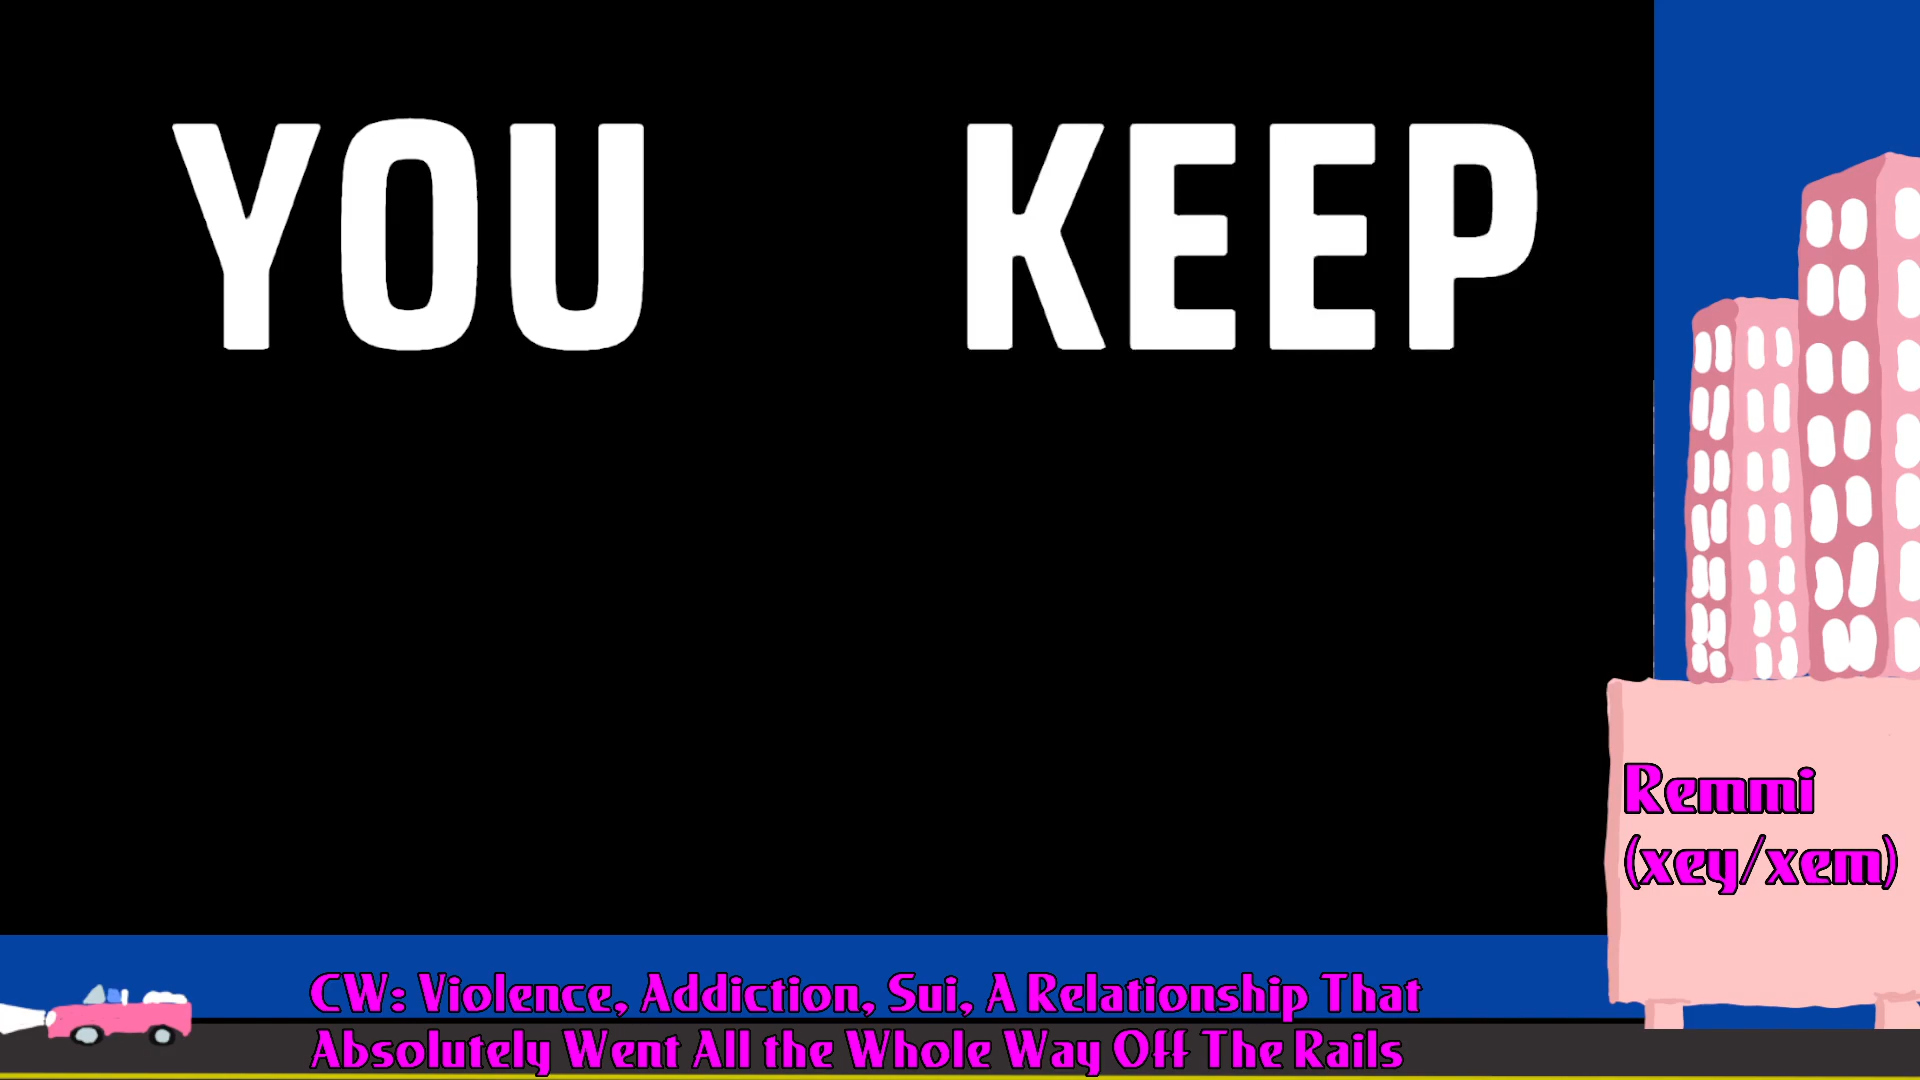 YOU KEEP
Remmi
(xey/xem)
CW: Violence, Addiction, Sui, A Relationship That
Absolutely Went All the Whole Way Off The Rails